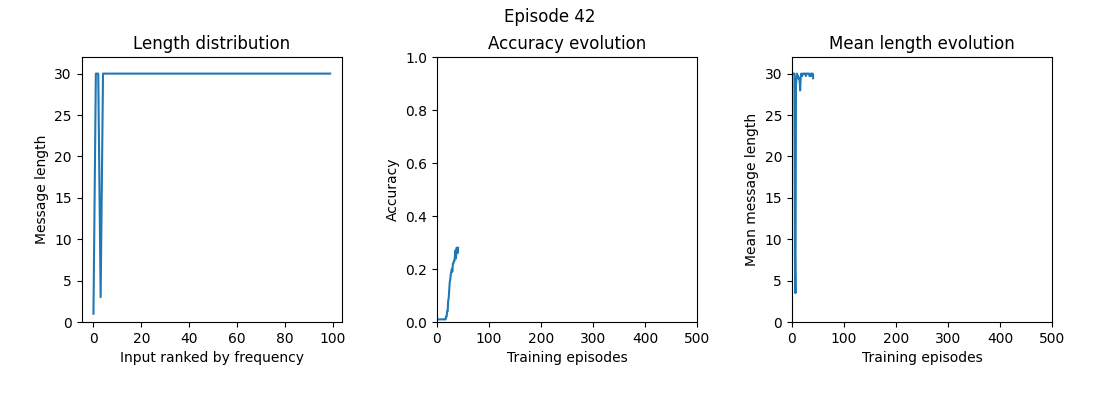 Episode 42
Length distribution
Message length
30
25
20
15
10
5
0
0 20 40 60 80 100
Input ranked by frequency
Accuracy evolution
Accuracy
1.0
0.8
0.6
0.4
0.2
0.0
0 100 200 300 400 500
Training episodes
Mean length evolution
Mean message length
30
25
20
15
10
5
0
0 100 200 300 400 500
Training episodes